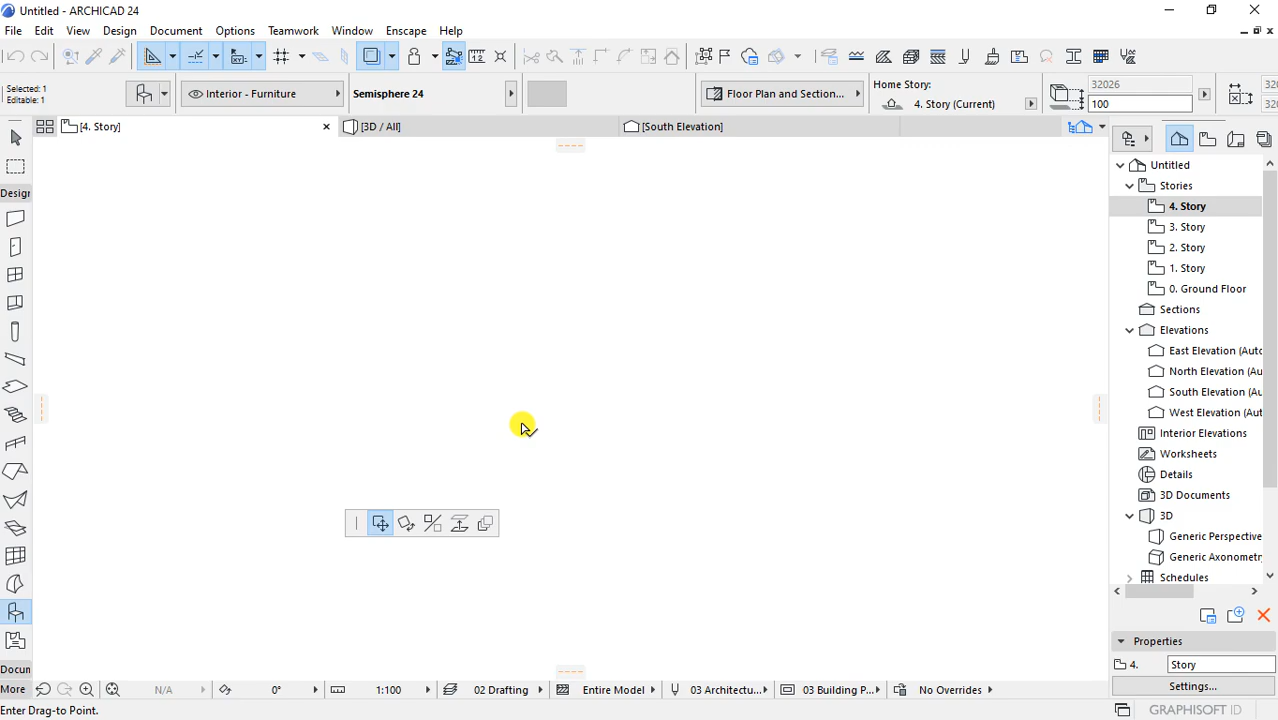 Untitled - ARCHICAD 24
File Edit View Design Document Options Teamwork Window Enscape Help
Selected: 1
Editable: 1
Interior - Furniture
Semisphere 24
Floor Plan and Section...
Home Story:
4. Story (Current)
32026
100
[4. Story]
[3D / All]
[South Elevation]
Design
Untitled
Stories
4. Story
3. Story
2. Story
1. Story
0. Ground Floor
Sections
Elevations
East Elevation (Auto
North Elevation (Au
South Elevation (Au
West Elevation (Aut
Interior Elevations
Worksheets
Details
3D Documents
3D
Generic Perspective
Generic Axonometr
Schedules
Properties
4.
Story
Settings...
Docun
More
N/A
0°
1:100
02 Drafting
Entire Model
03 Architectu...
03 Building P...
No Overrides
Enter Drag-to Point.
GRAPHISOFT ID